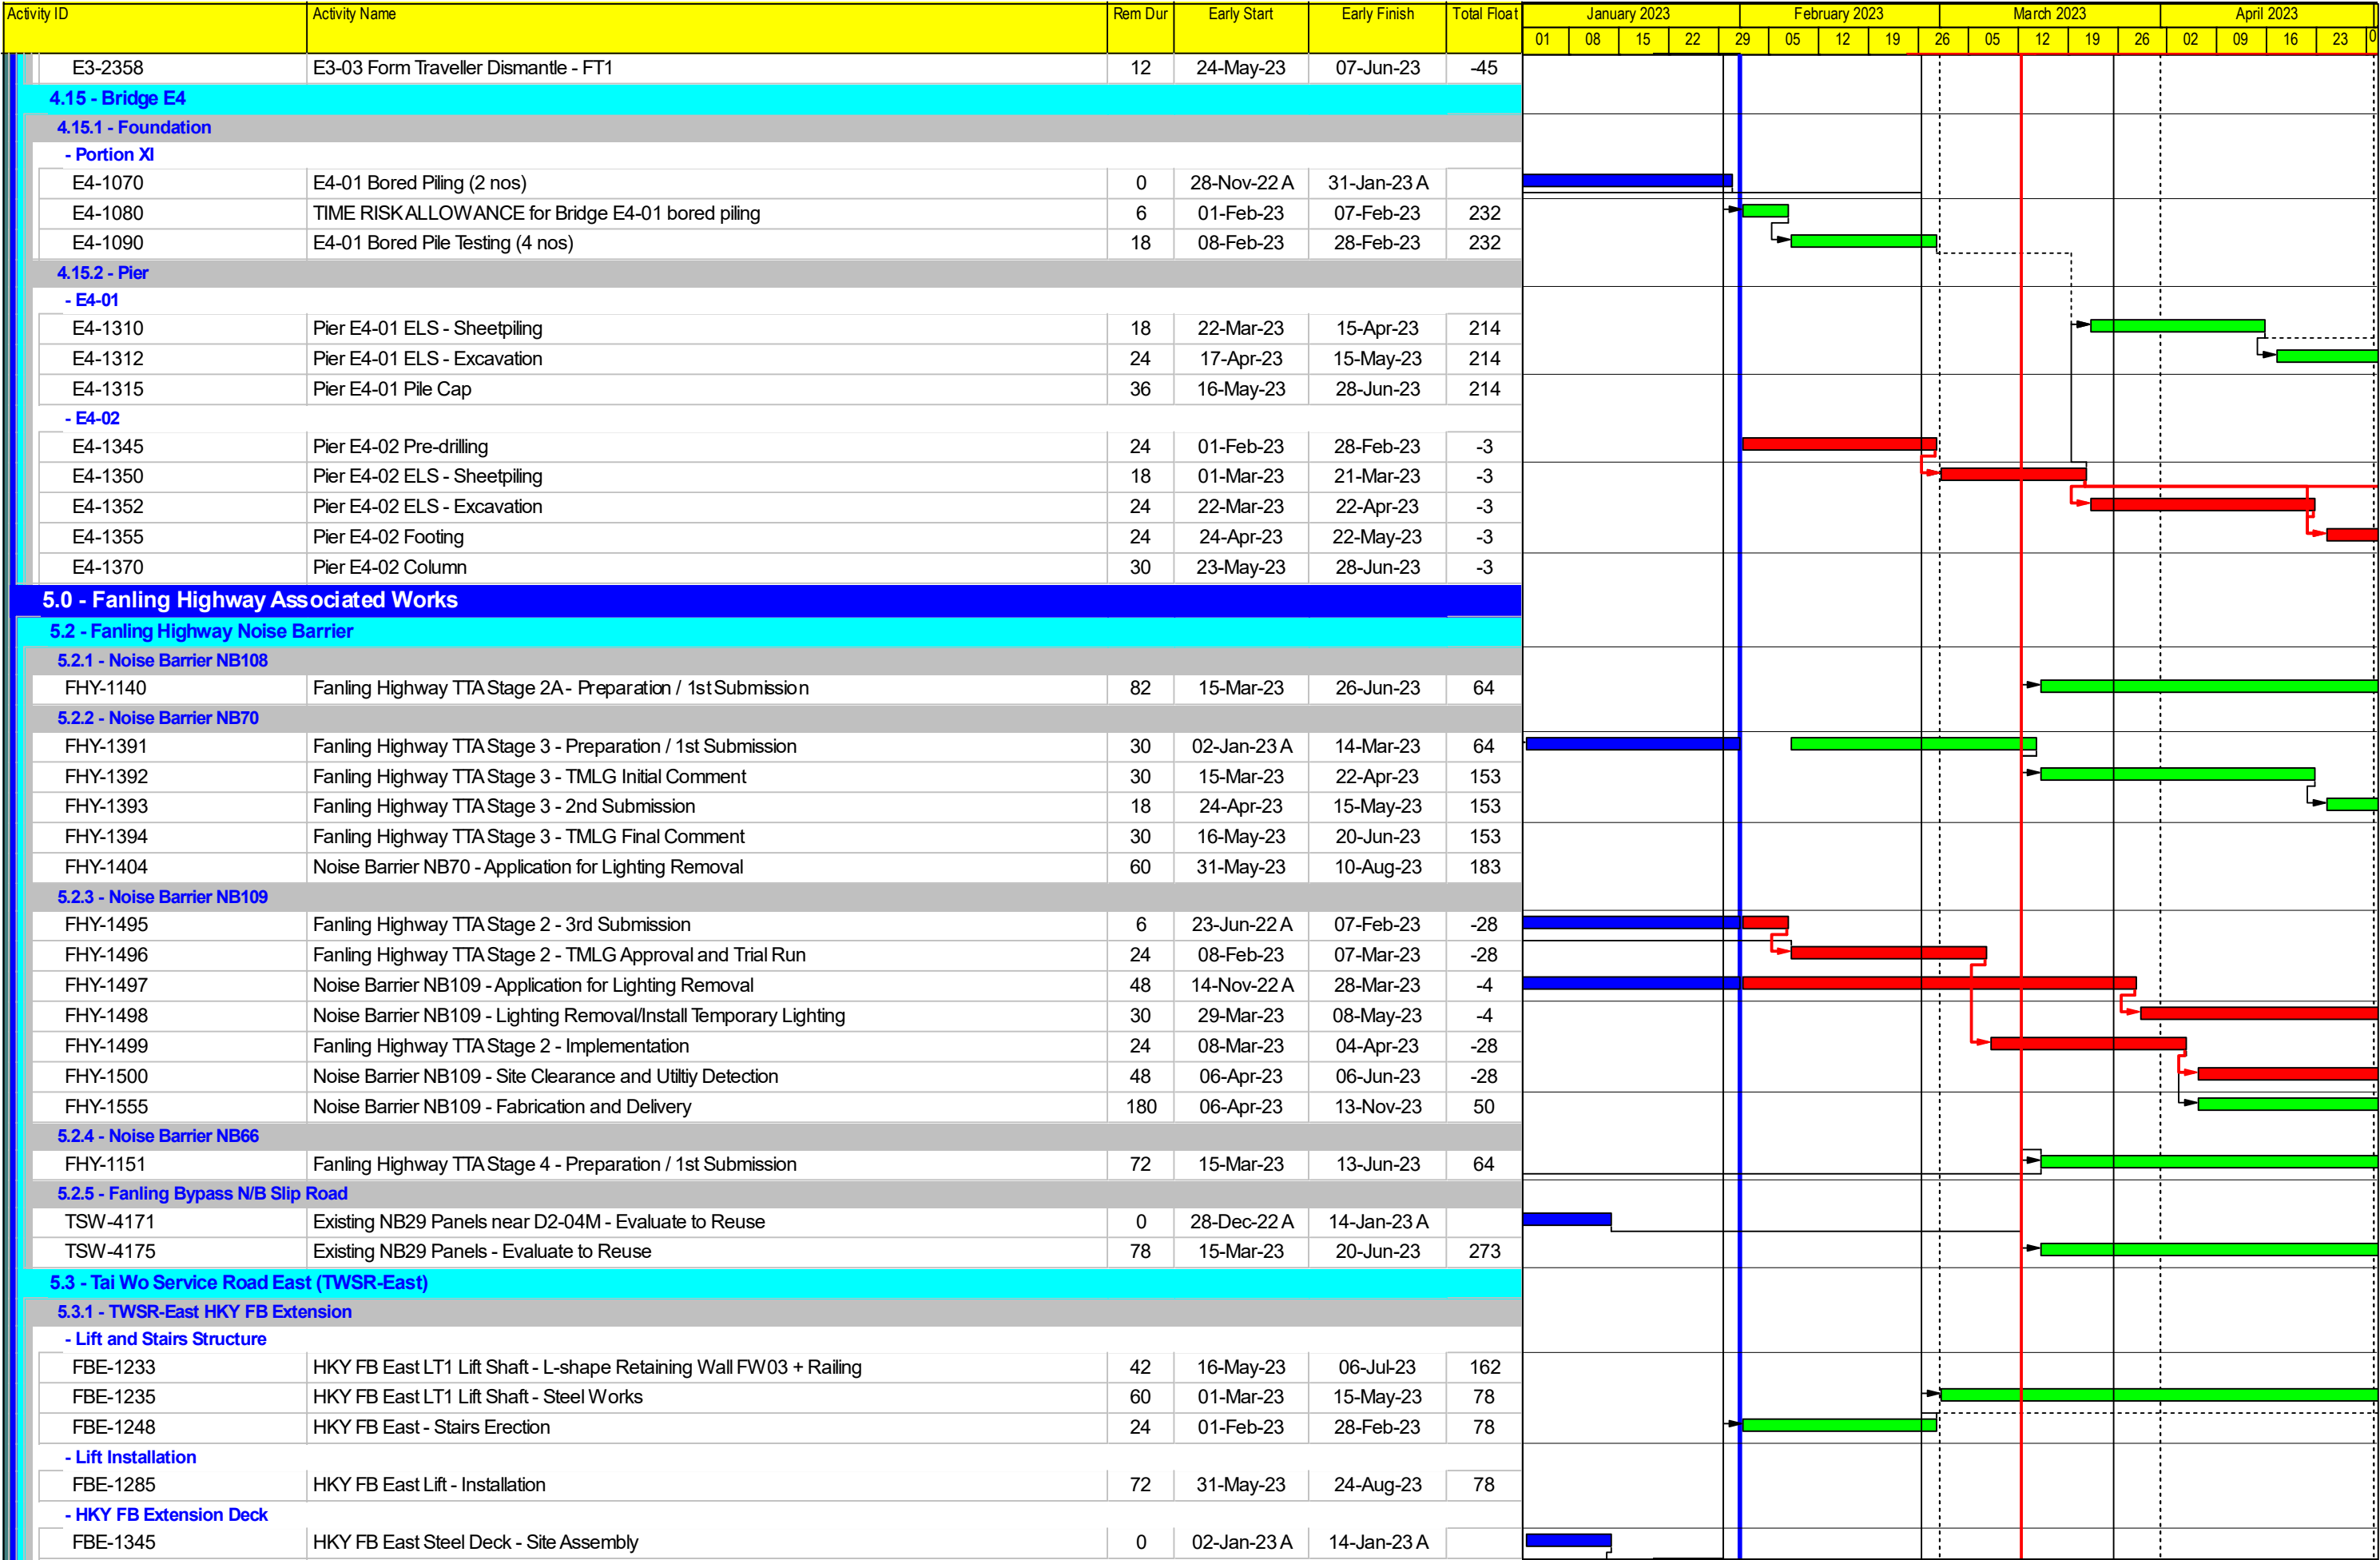 Activity ID Activity Name Rem Dur Early Start Early Finish Total Float January 2023 February 2023 March 2023 April 2023
01 08 15 22 29 05 12 19 26 05 12 19 26 02 09 16 23 0
E3-2358 E3-03 Form Traveller Dismantle - FT1 12 24-May-23 07-Jun-23 -45
4.15 - Bridge E4
4.15.1 - Foundation
- Portion XI
E4-1070 E4-01 Bored Piling (2 nos) 0 28-Nov-22 A 31-Jan-23 A
E4-1080 TIME RISK ALLOWANCE for Bridge E4-01 bored piling 6 01-Feb-23 07-Feb-23 232
E4-1090 E4-01 Bored Pile Testing (4 nos) 18 08-Feb-23 28-Feb-23 232
4.15.2 - Pier
- E4-01
E4-1310 Pier E4-01 ELS - Sheetpiling 18 22-Mar-23 15-Apr-23 214
E4-1312 Pier E4-01 ELS - Excavation 24 17-Apr-23 15-May-23 214
E4-1315 Pier E4-01 Pile Cap 36 16-May-23 28-Jun-23 214
- E4-02
E4-1345 Pier E4-02 Pre-drilling 24 01-Feb-23 28-Feb-23 -3
E4-1350 Pier E4-02 ELS - Sheetpiling 18 01-Mar-23 21-Mar-23 -3
E4-1352 Pier E4-02 ELS - Excavation 24 22-Mar-23 22-Apr-23 -3
E4-1355 Pier E4-02 Footing 24 24-Apr-23 22-May-23 -3
E4-1370 Pier E4-02 Column 30 23-May-23 28-Jun-23 -3
5.0 - Fanling Highway Associated Works
5.2 - Fanling Highway Noise Barrier
5.2.1 - Noise Barrier NB108
FHY-1140 Fanling Highway TTA Stage 2A - Preparation / 1st Submission 82 15-Mar-23 26-Jun-23 64
5.2.2 - Noise Barrier NB70
FHY-1391 Fanling Highway TTA Stage 3 - Preparation / 1st Submission 30 02-Jan-23 A 14-Mar-23 64
FHY-1392 Fanling Highway TTA Stage 3 - TMLG Initial Comment 30 15-Mar-23 22-Apr-23 153
FHY-1393 Fanling Highway TTA Stage 3 - 2nd Submission 18 24-Apr-23 15-May-23 153
FHY-1394 Fanling Highway TTA Stage 3 - TMLG Final Comment 30 16-May-23 20-Jun-23 153
FHY-1404 Noise Barrier NB70 - Application for Lighting Removal 60 31-May-23 10-Aug-23 183
5.2.3 - Noise Barrier NB109
FHY-1495 Fanling Highway TTA Stage 2 - 3rd Submission 6 23-Jun-22 A 07-Feb-23 -28
FHY-1496 Fanling Highway TTA Stage 2 - TMLG Approval and Trial Run 24 08-Feb-23 07-Mar-23 -28
FHY-1497 Noise Barrier NB109 - Application for Lighting Removal 48 14-Nov-22 A 28-Mar-23 -4
FHY-1498 Noise Barrier NB109 - Lighting Removal/Install Temporary Lighting 30 29-Mar-23 08-May-23 -4
FHY-1499 Fanling Highway TTA Stage 2 - Implementation 24 08-Mar-23 04-Apr-23 -28
FHY-1500 Noise Barrier NB109 - Site Clearance and Utiltiy Detection 48 06-Apr-23 06-Jun-23 -28
FHY-1555 Noise Barrier NB109 - Fabrication and Delivery 180 06-Apr-23 13-Nov-23 50
5.2.4 - Noise Barrier NB66
FHY-1151 Fanling Highway TTA Stage 4 - Preparation / 1st Submission 72 15-Mar-23 13-Jun-23 64
5.2.5 - Fanling Bypass N/B Slip Road
TSW-4171 Existing NB29 Panels near D2-04M - Evaluate to Reuse 0 28-Dec-22 A 14-Jan-23 A
TSW-4175 Existing NB29 Panels - Evaluate to Reuse 78 15-Mar-23 20-Jun-23 273
5.3 - Tai Wo Service Road East (TWSR-East)
5.3.1 - TWSR-East HKY FB Extension
- Lift and Stairs Structure
FBE-1233 HKY FB East LT1 Lift Shaft - L-shape Retaining Wall FW03 + Railing 42 16-May-23 06-Jul-23 162
FBE-1235 HKY FB East LT1 Lift Shaft - Steel Works 60 01-Mar-23 15-May-23 78
FBE-1248 HKY FB East - Stairs Erection 24 01-Feb-23 28-Feb-23 78
- Lift Installation
FBE-1285 HKY FB East Lift - Installation 72 31-May-23 24-Aug-23 78
- HKY FB Extension Deck
FBE-1345 HKY FB East Steel Deck - Site Assembly 0 02-Jan-23 A 14-Jan-23 A